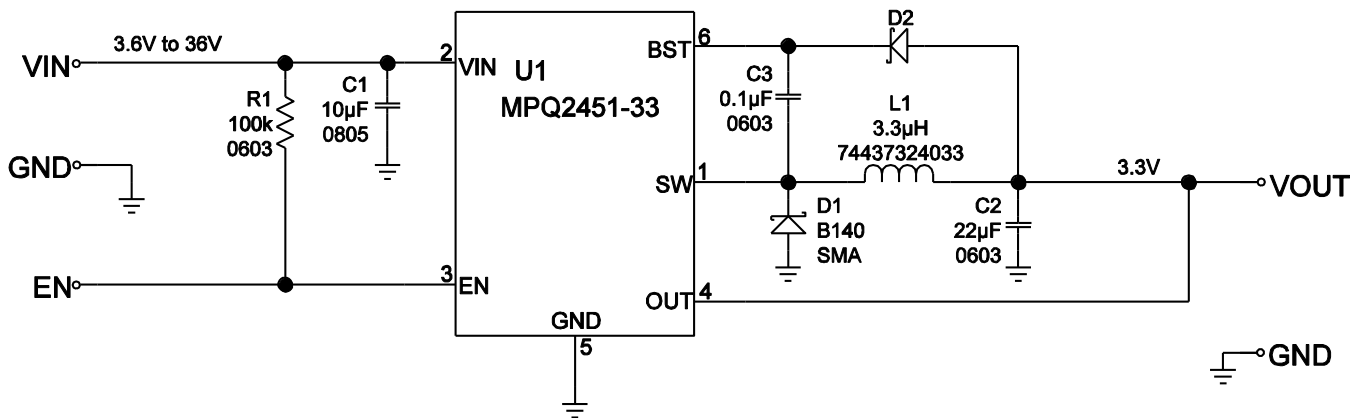 VIN
3.6V to 36V
R1
100k
0603
C1
10µF
0805
GND
EN
2
VIN
U1
MPQ2451-33
3
EN
GND
5
BST
6
SW
1
OUT
4
D2
C3
0.1µF
0603
L1
3.3µH
74437324033
D1
B140
SMA
C2
22µF
0603
3.3V
VOUT
GND